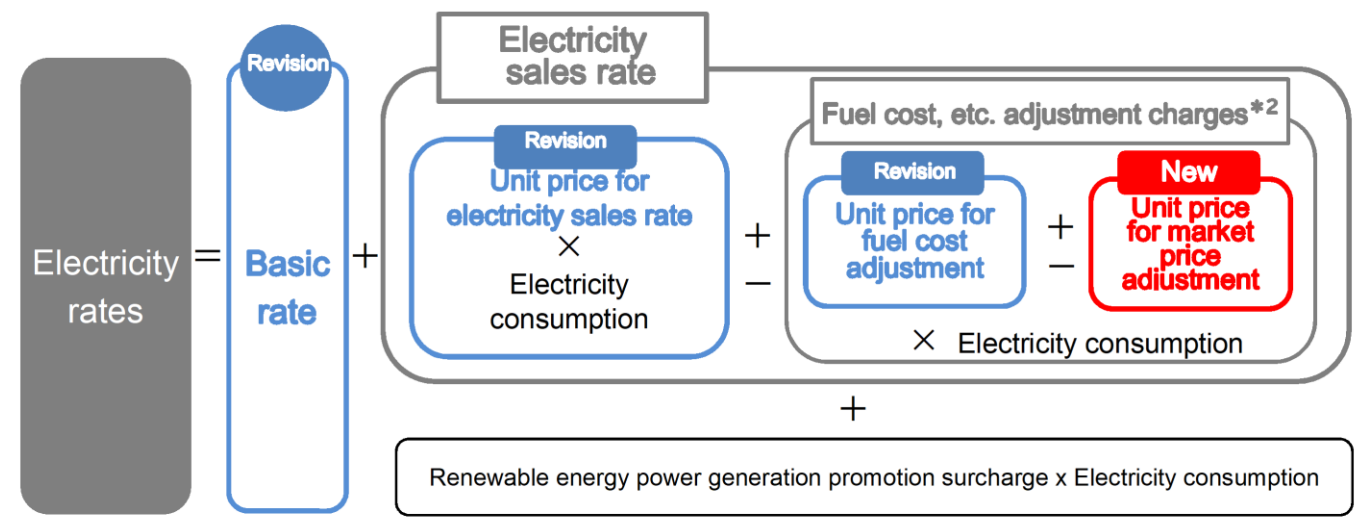 Electricity
rates
=
Revision
Basic
rate
+
Electricity
sales rate
Revision
Unit price for
electricity sales rate
×
Electricity
consumption
+
−
Fuel cost, etc. adjustment charges*2
Revision
Unit price for
fuel cost
adjustment
+
−
New
Unit price
for market
price
adiustment
× Electricity consumption
+
Renewable energy power generation promotion surcharge x Electricity consumption